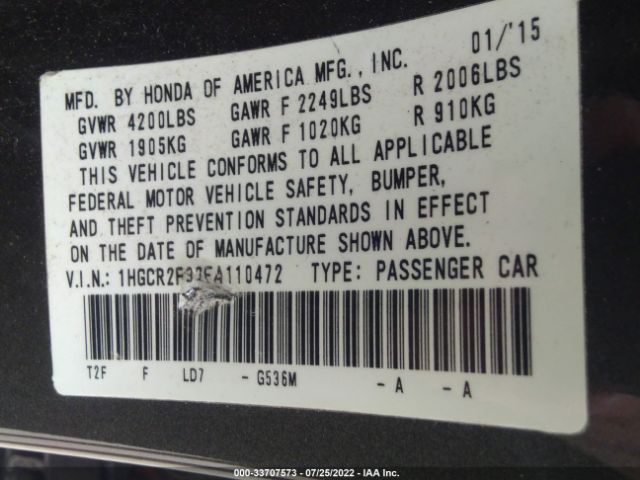 01/'15
MFD. BY HONDA OF AMERICA MFG., INC.
GVWR 4200LBS GAWR F 2249LBS R 2006LBS
GVWR 1905KG GAWR F 1020KG R 910KG
THIS VEHICLE CONFORMS TO ALL APPLICABLE
FEDERAL MOTOR VEHICLE SAFETY, BUMPER,
AND THEFT PREVENTION STANDARDS IN EFFECT
ON THE DATE OF MANUFACTURE SHOWN ABOVE.
V.I.N.: TYPE: PASSENGER CAR
T2F F LD7 - G536M - A - A
000-33707573 - 07/25/2022 - IAA Inc.